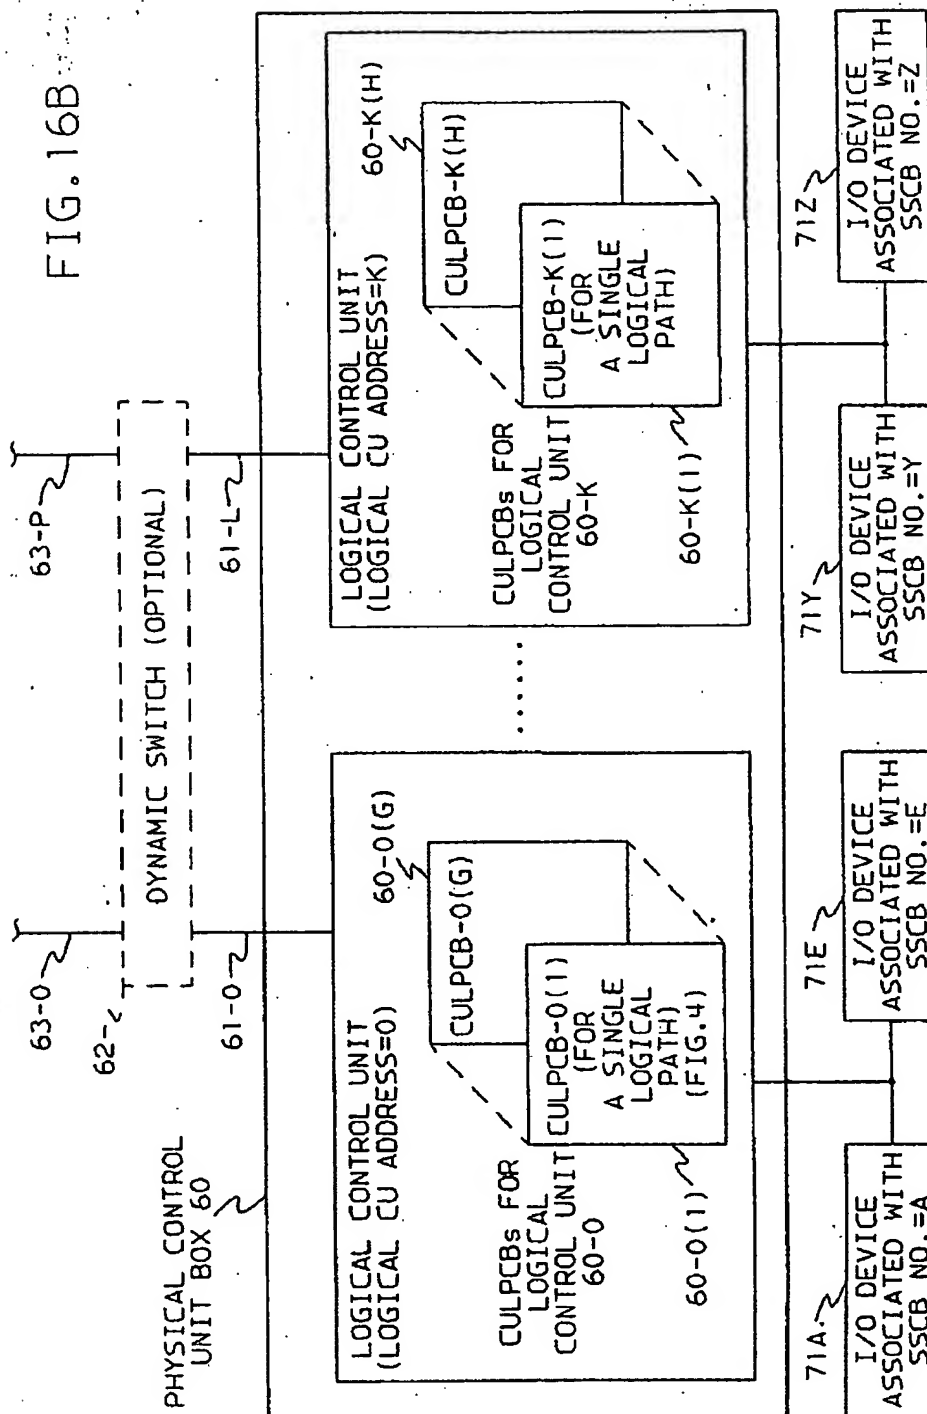 FIG.16B
63-0
63-P
62
DYNAMIC SWITCH (OPTIONAL)
61-0
61-L
PHYSICAL CONTROL
UNIT BOX 60
LOGICAL CONTROL UNIT
(LOGICAL CU ADDRESS=0)
60-0(G)
CULPCB-0(G)
CULPCB-0(1)
(FOR
A SINGLE
LOGICAL
PATH)
(FIG.4)
CULPCBs FOR
LOGICAL
CONTROL UNIT
60-0
60-0(1)
......
LOGICAL CONTROL UNIT
(LOGICAL CU ADDRESS=K)
60-K(H)
CULPCB-K(H)
CULPCB-K(1)
(FOR
A SINGLE
LOGICAL
PATH)
CULPCBs FOR
LOGICAL
CONTROL UNIT
60-K
60-K(1)
71A
I/O DEVICE
ASSOCIATED WITH
SSCB NO.=A
71E
I/O DEVICE
ASSOCIATED WITH
SSCB NO.=E
71Y
I/O DEVICE
ASSOCIATED WITH
SSCB NO.=Y
71Z
I/O DEVICE
ASSOCIATED WITH
SSCB NO.=Z